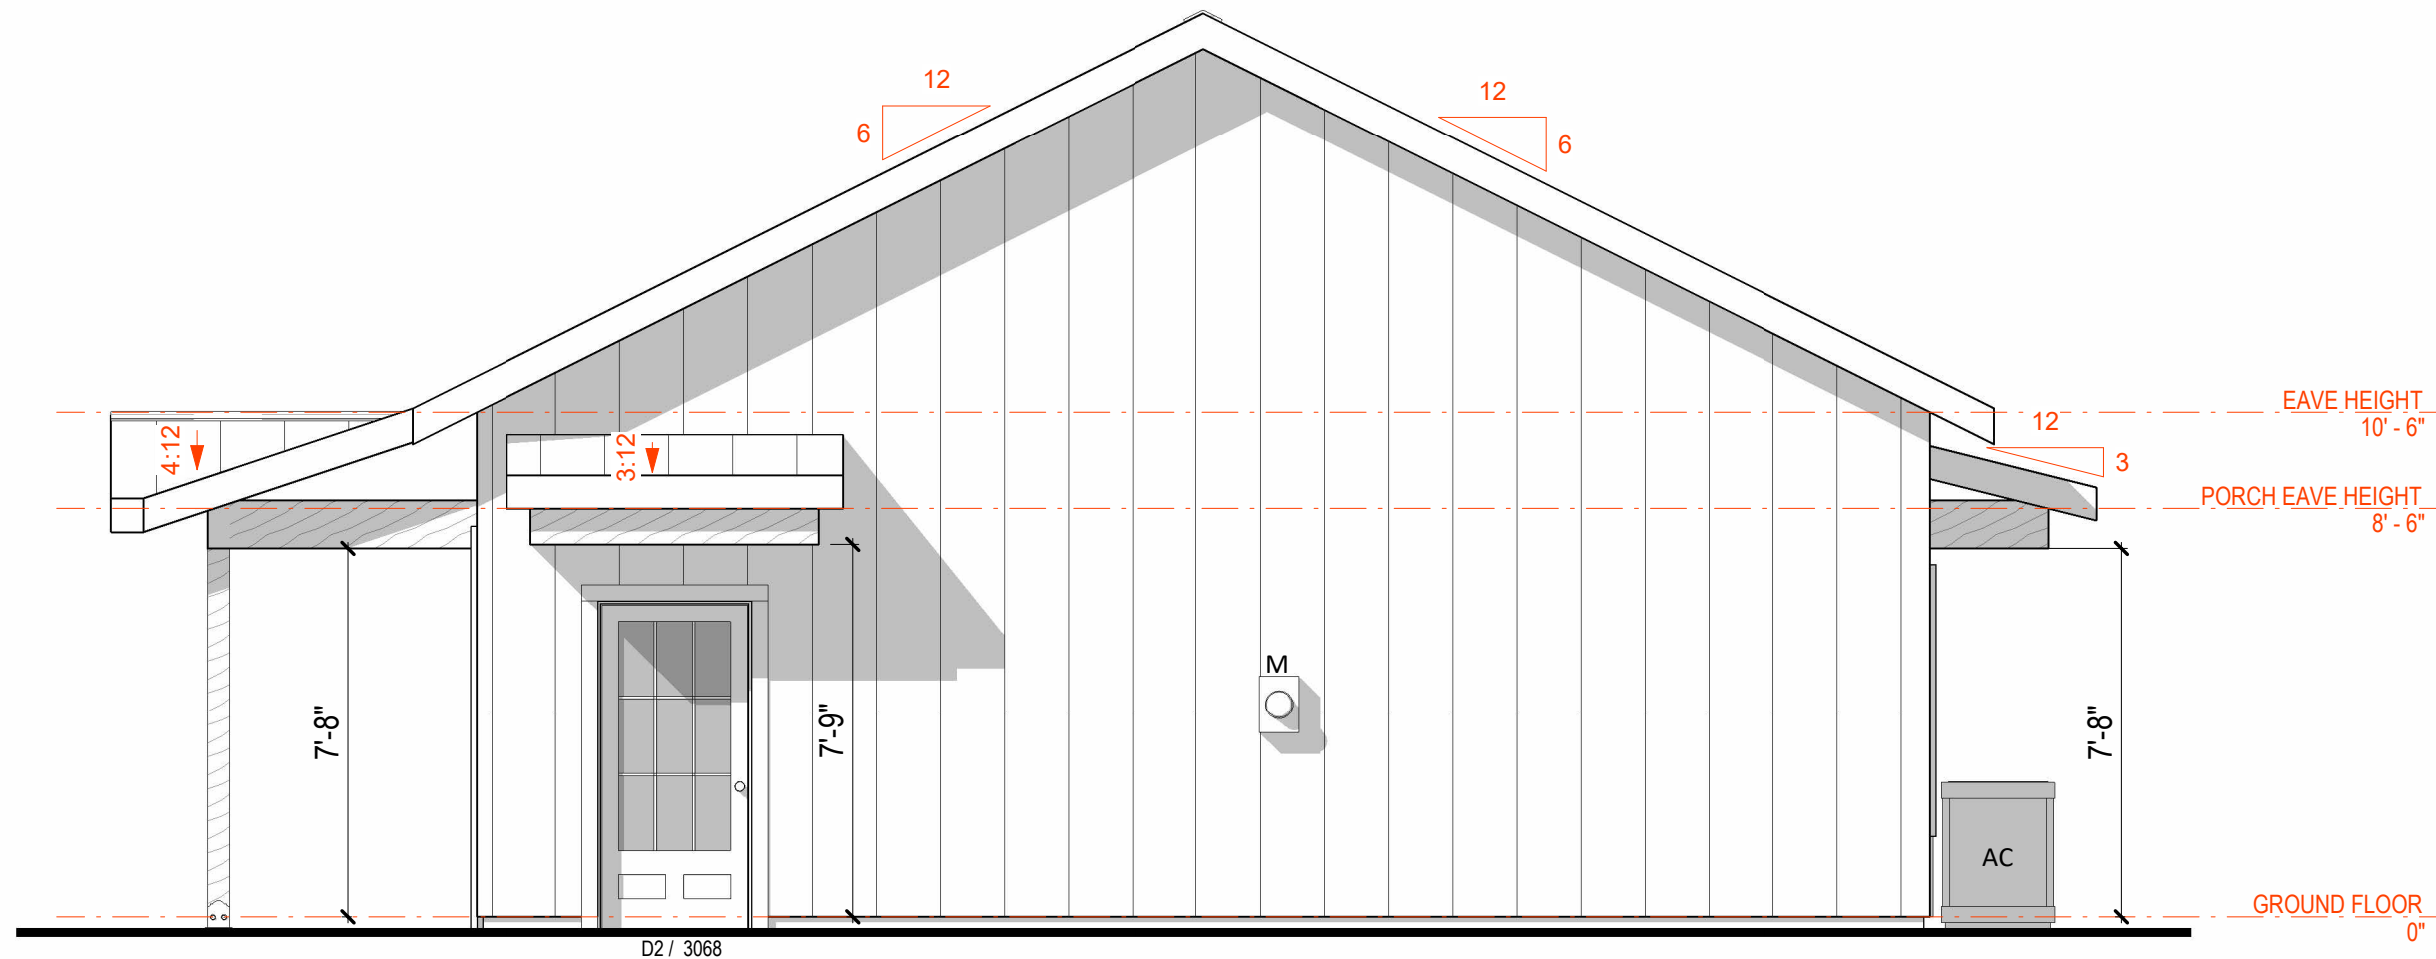 12
12
6
6
EAVE HEIGHT
10' - 6"
12
4:12
3:12
3
PORCH EAVE HEIGHT
8' - 6"
M
7'-8"
7'-9"
7'-8"
AC
GROUND FLOOR
0"
D2 / 3068